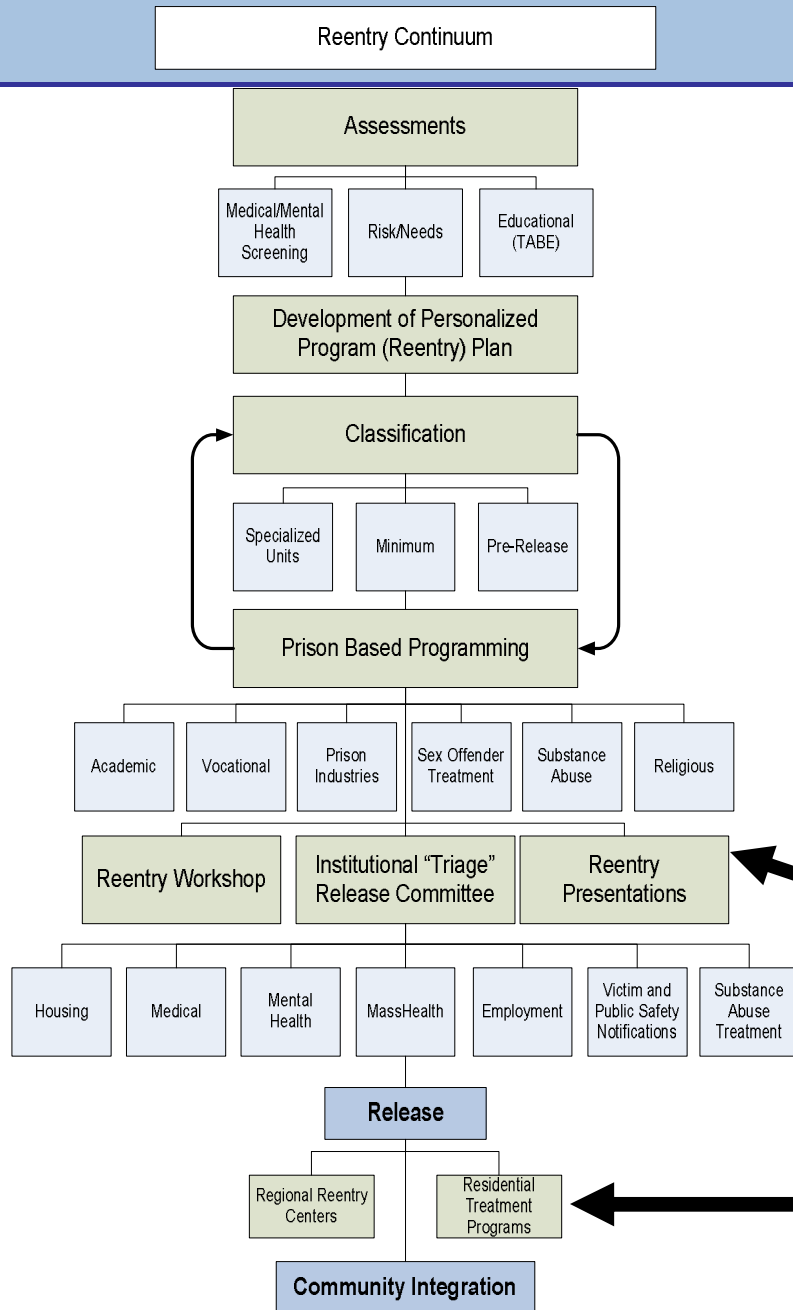 Reentry Continuum
Assessments
Medical/Mental
Health
Screening
Risk/Needs
Educational
(TABE)
Development of Personalized
Program (Reentry) Plan
Classification
Specialized
Units
Minimum
Pre-Release
Prison Based Programming
Academic
Vocational
Prison
Industries
Sex Offender
Treatment
Substance
Abuse
Religious
Reentry Workshop
Institutional “Triage”
Release Committee
Reentry
Presentations
Housing
Medical
Mental
Health
MassHealth
Employment
Victim and
Public Safety
Notifications
Substance
Abuse
Treatment
Release
Regional Reentry
Centers
Residential
Treatment
Programs
Community Integration